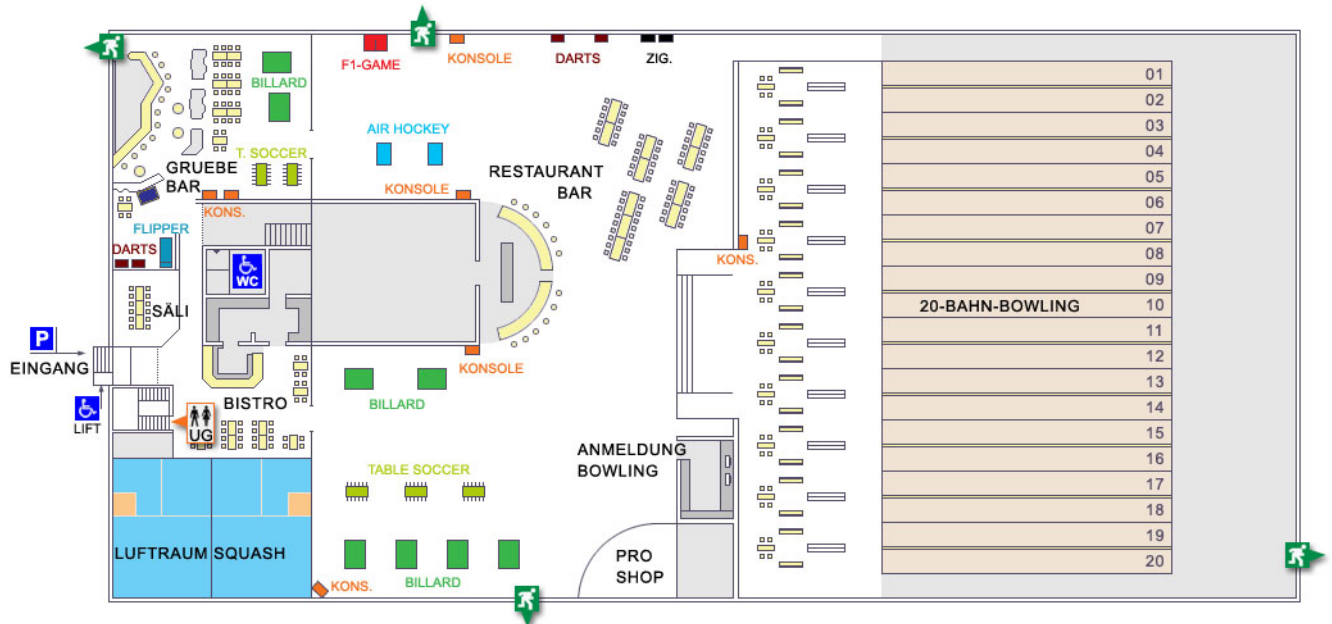 F1-GAME
KONSOLE
DARTS
ZIG.
BILLARD
01
02
03
04
05
06
07
08
09
10
11
12
13
14
15
16
17
18
19
20
AIR HOCKEY
T. SOCCER
GRUEBE
BAR
RESTAURANT
BAR
KONSOLE
KONS.
FLIPPER
DARTS
WC
KONS.
SÄLI
20-BAHN-BOWLING
P
EINGANG
KONSOLE
LIFT
BISTRO
UG
BILLARD
ANMELDUNG
BOWLING
TABLE SOCCER
LUFTRAUM SQUASH
PRO
SHOP
KONS.
BILLARD